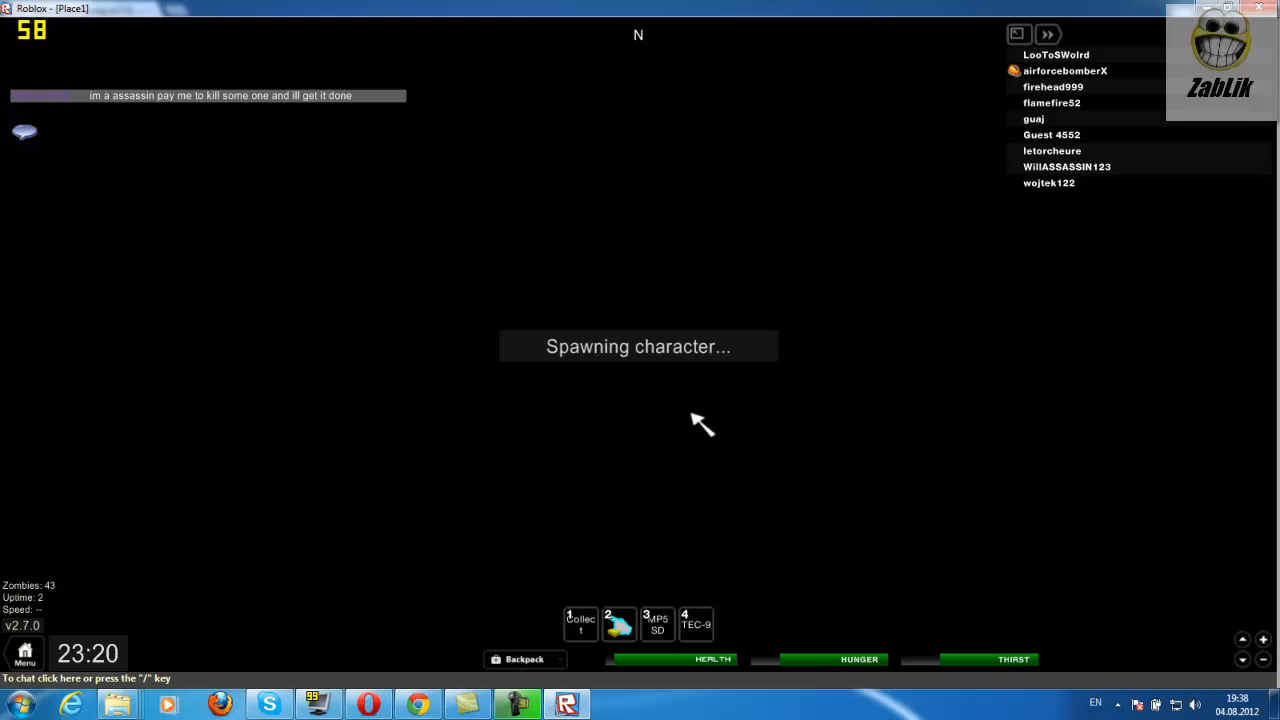 Roblox - [Place1]
58
N
im a assassin pay me to kill some one and ill get it done
LooToSWolrd
airforcebomberX
firehead999
flamefire52
guaj
Guest 4552
letorcheure
WillASSASSIN123
wojtek122
ZabLik
Spawning character...
Zombies: 43
Uptime: 2
Speed: --
v2.7.0
Menu
23:20
1
Collec
t
2
3
MP5
SD
4
TEC-9
Backpack
HEALTH
HUNGER
THIRST
To chat click here or press the "/" key
99
EN
19:38
04.08.2012